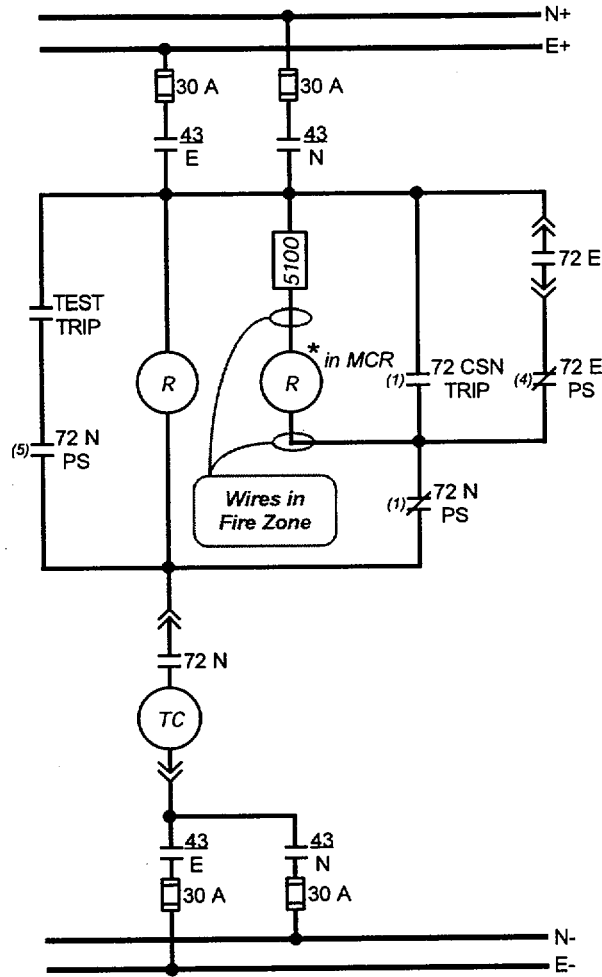 N+
E+
30 A
30 A
43
E
43
N
5100
72 E
TEST
TRIP
R
R
* in MCR
(1)
72 CSN
TRIP
(4)
72 E
PS
(5)
72 N
PS
Wires in
Fire Zone
(1)
72 N
PS
72 N
TC
43
E
43
N
30 A
30 A
N-
E-